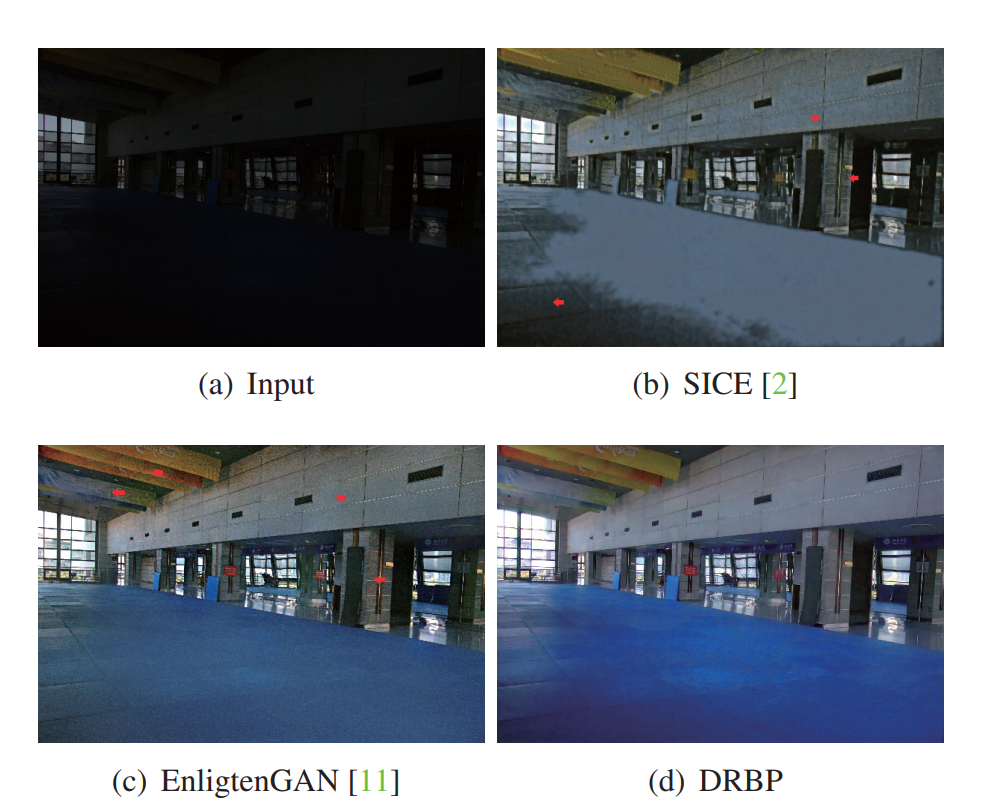 (a) Input
(b) SICE [2]
(c) EnligtenGAN [11]
(d) DRBP